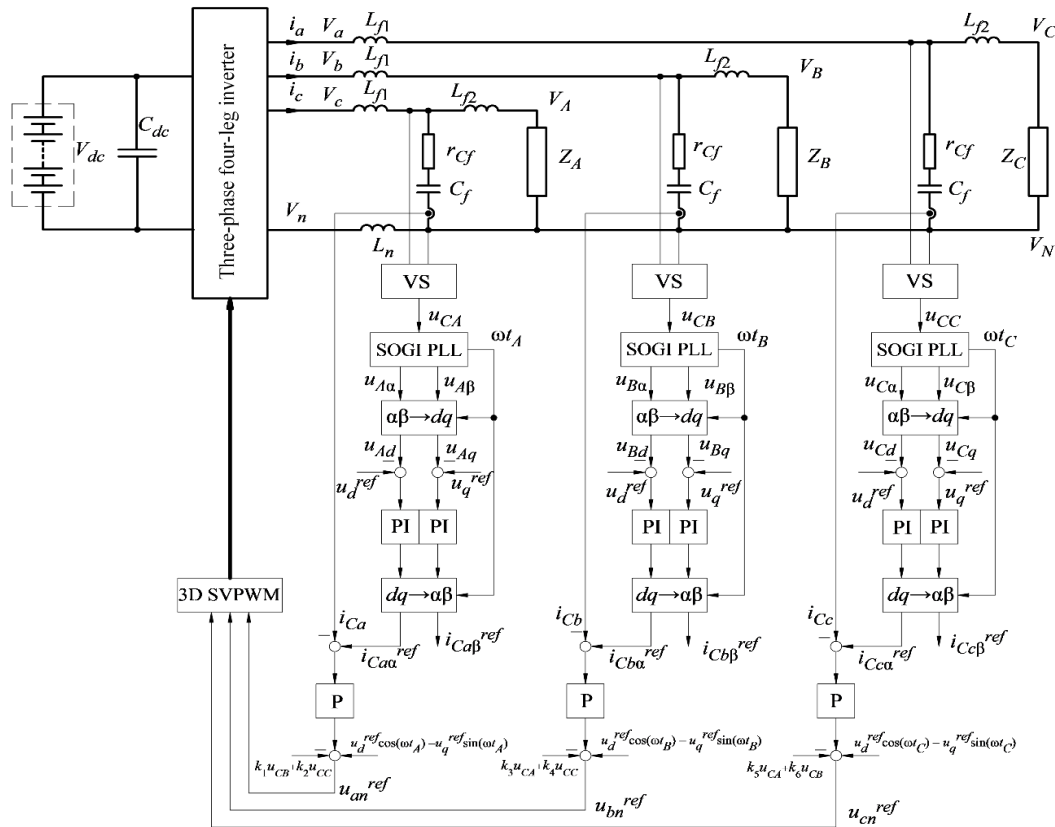 i_a V_a L_f1 L_f2 V_C
i_b V_b L_f1 L_f2 V_B
i_c V_c L_f1 L_f2 V_A
V_dc C_dc
Three-phase four-leg inverter
r_Cf Z_A r_Cf Z_B r_Cf Z_C
C_f C_f C_f
V_n L_n V_N
VS VS VS
u_CA u_CB u_CC
SOGI PLL ωt_A SOGI PLL ωt_B SOGI PLL ωt_C
u_Aα u_Aβ u_Bα u_Bβ u_Cα u_Cβ
αβ→dq αβ→dq αβ→dq
u_Ad u_Aq u_Bd u_Bq u_Cd u_Cq
− − − − − −
u_d^ref u_q^ref u_d^ref u_q^ref u_d^ref u_q^ref
PI PI PI PI PI PI
3D SVPWM dq→αβ dq→αβ dq→αβ
i_Ca i_Cb i_Cc
− − −
i_Caα^ref i_Caβ^ref i_Cbα^ref i_Cbβ^ref i_Ccα^ref i_Ccβ^ref
P P P
− u_d^ref cos(ωt_A)−u_q^ref sin(ωt_A) − u_d^ref cos(ωt_B)−u_q^ref sin(ωt_B) − u_d^ref cos(ωt_C)−u_q^ref sin(ωt_C)
k_1u_CB+k_2u_CC k_3u_CA+k_4u_CC k_5u_CA+k_6u_CB
u_an^ref u_bn^ref u_cn^ref